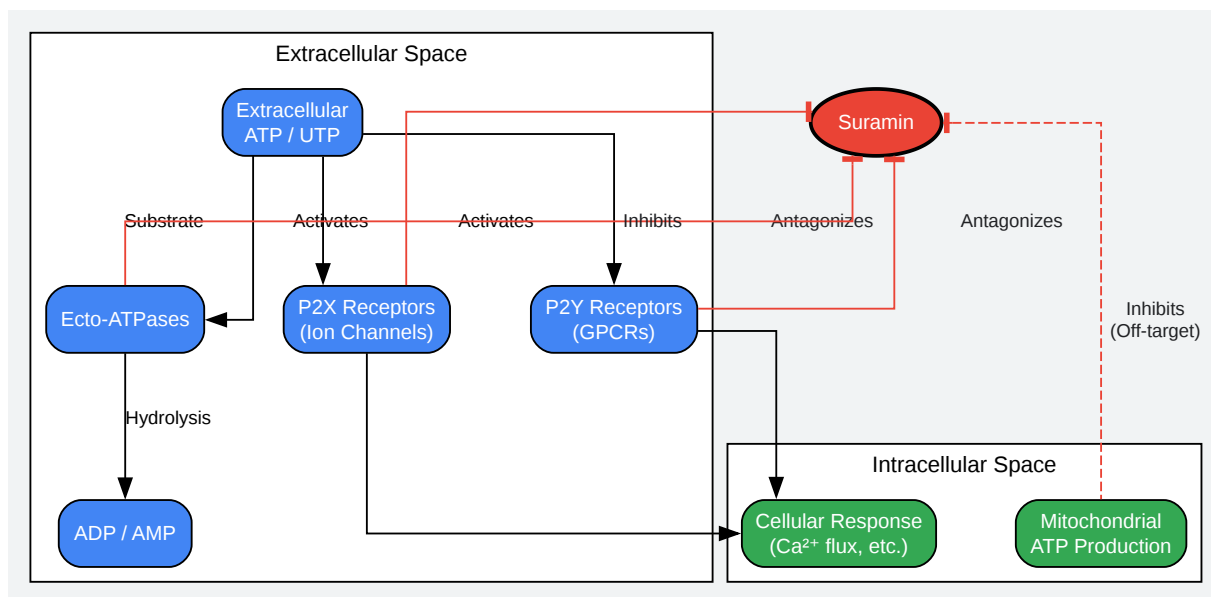 Extracellular Space
Extracellular
ATP / UTP
Suramin
Substrate
Activates
Activates
Inhibits
Antagonizes
Antagonizes
Ecto-ATPases
P2X Receptors
(Ion Channels)
P2Y Receptors
(GPCRs)
Inhibits
(Off-target)
Hydrolysis
Intracellular Space
ADP / AMP
Cellular Response
(Ca²⁺ flux, etc.)
Mitochondrial
ATP Production